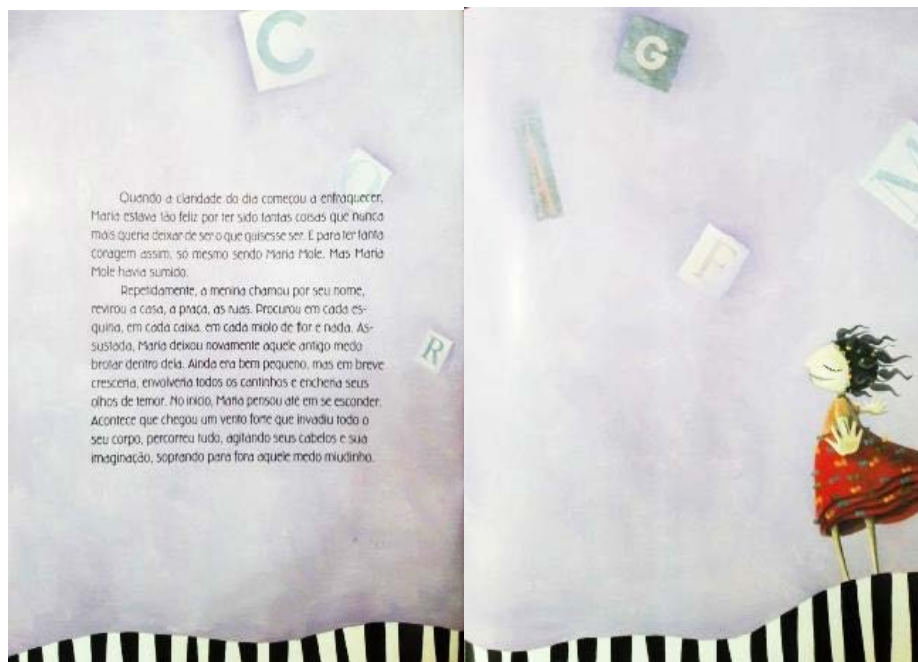 C
Quando a claridade do dia começou a enfraquecer,
Maria estava tão feliz por ter sido tantas coisas que nunca
mais queria deixar de ser o que quisesse ser. E para ter tanta
coragem assim, só mesmo sendo Maria Mole. Mas Maria
Mole havia sumido.
Repetidamente, a menina chamou por seu nome,
revirou a casa, a praça, as ruas. Procurou em cada es-
quina, em cada caixa, em cada miolo de flor e nada. As-
sustada, Maria deixou novamente aquele antigo medo
brotar dentro dela. Ainda era bem pequeno, mas em breve
cresceria, envolveria todos os cantinhos e encheria seus
olhos de temor. No início, Maria pensou até em se esconder.
Acontece que chegou um vento forte que invadiu todo o
seu corpo, percorreu tudo, agitando seus cabelos e sua
imaginação, soprando para fora aquele medo miudinho.
R
G
F